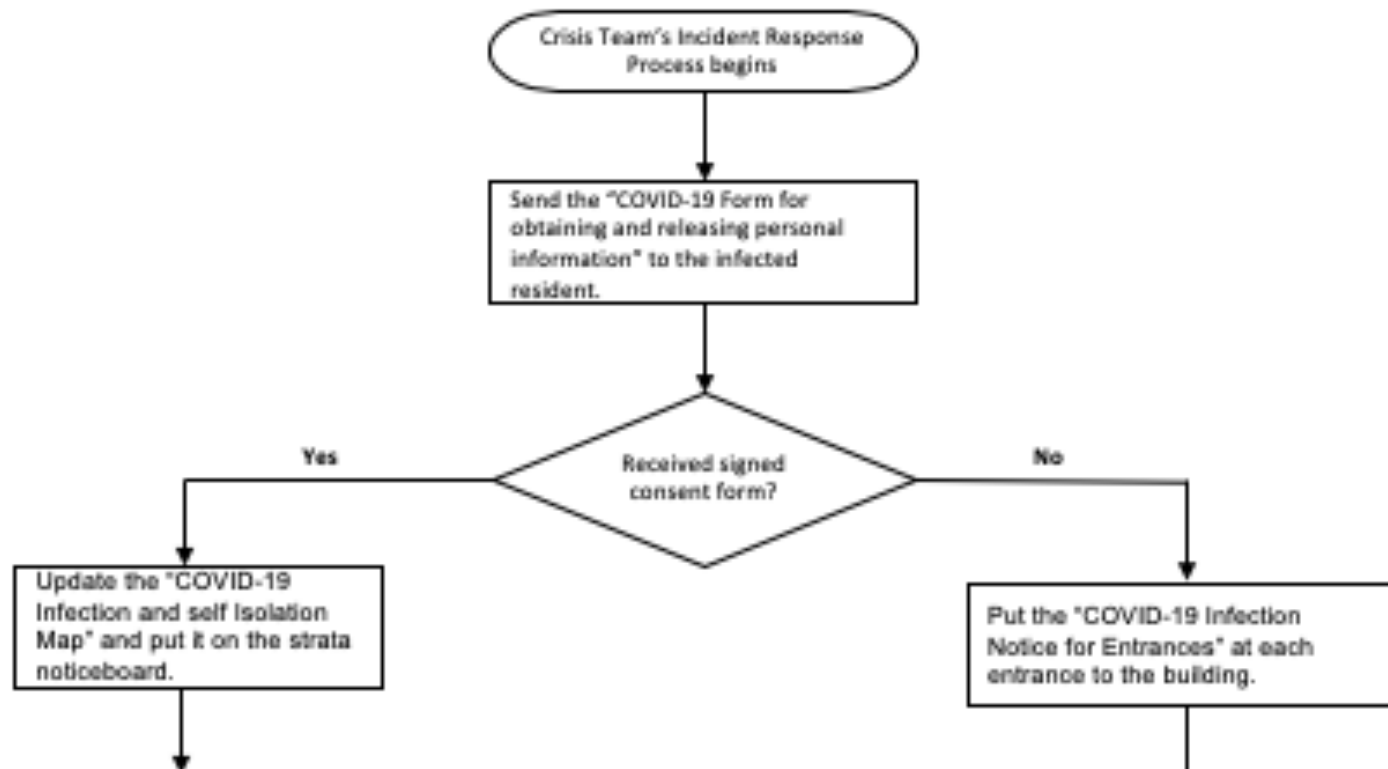 Crisis Team's Incident Response
Process begins
Send the "COVID-19 Form for
obtaining and releasing personal
information" to the infected
resident.
Yes
Received signed
consent form?
No
Update the "COVID-19
Infection and self Isolation
Map" and put it on the strata
noticeboard.
Put the "COVID-19 Infection
Notice for Entrances" at each
entrance to the building.